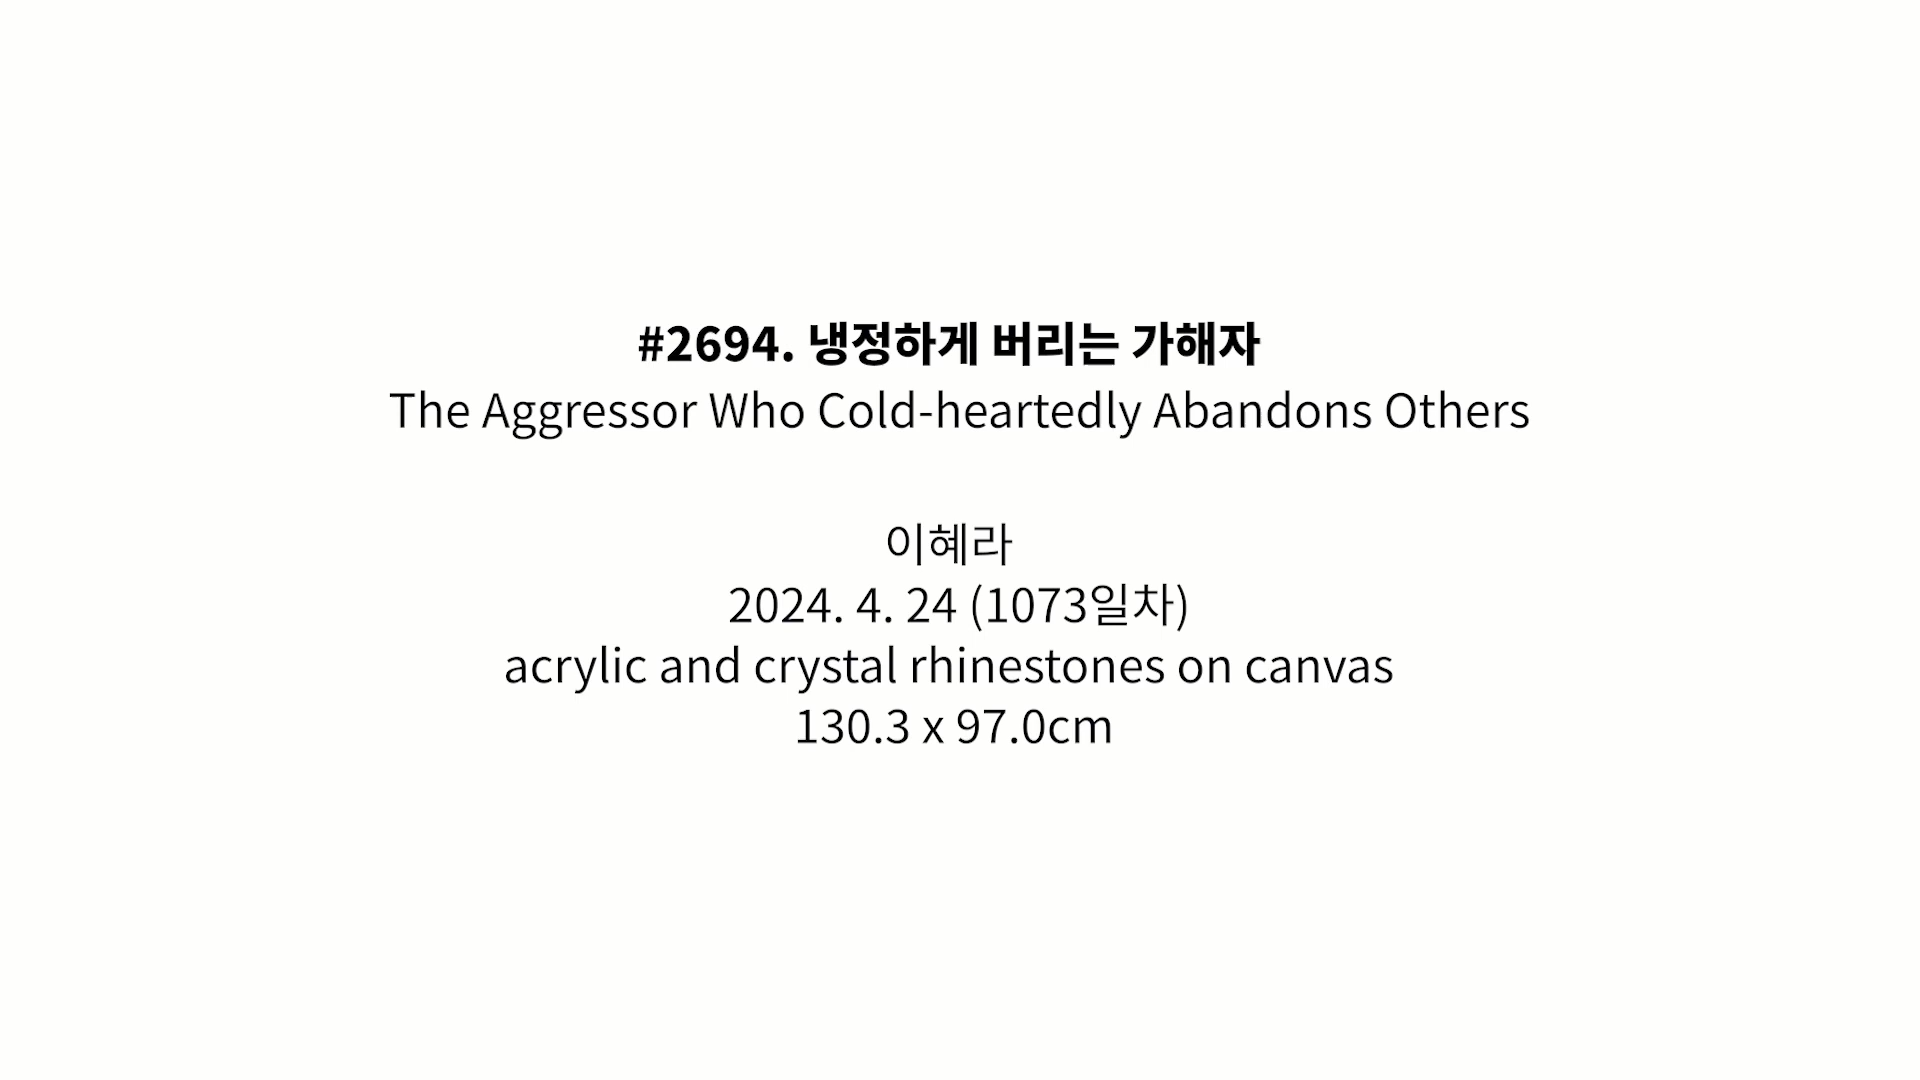 #2694. 냉정하게 버리는 가해자
The Aggressor Who Cold-heartedly Abandons Others
이혜라
2024. 4. 24 (1073일차)
acrylic and crystal rhinestones on canvas
130.3 x 97.0cm